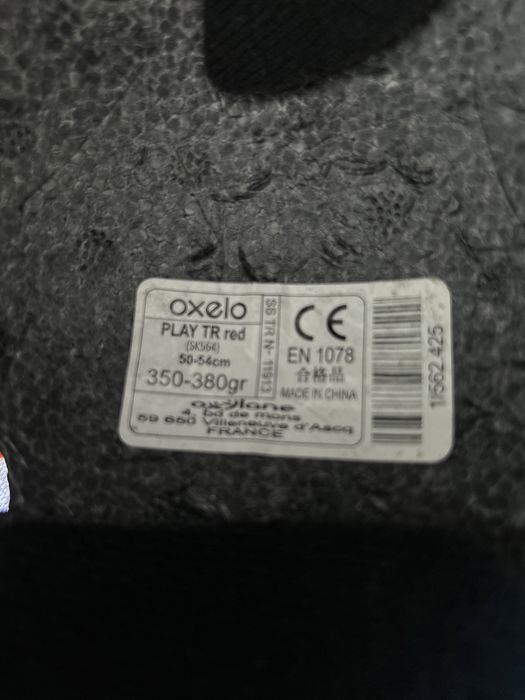 oxelo
PLAY TR red
(SK564)
50-54cm
350-380gr
SS TR N- 11913
CE
EN 1078
合格品
MADE IN CHINA
oxylane
4, bd de mons
59 650 Villeneuve d'Ascq
FRANCE
1562 425